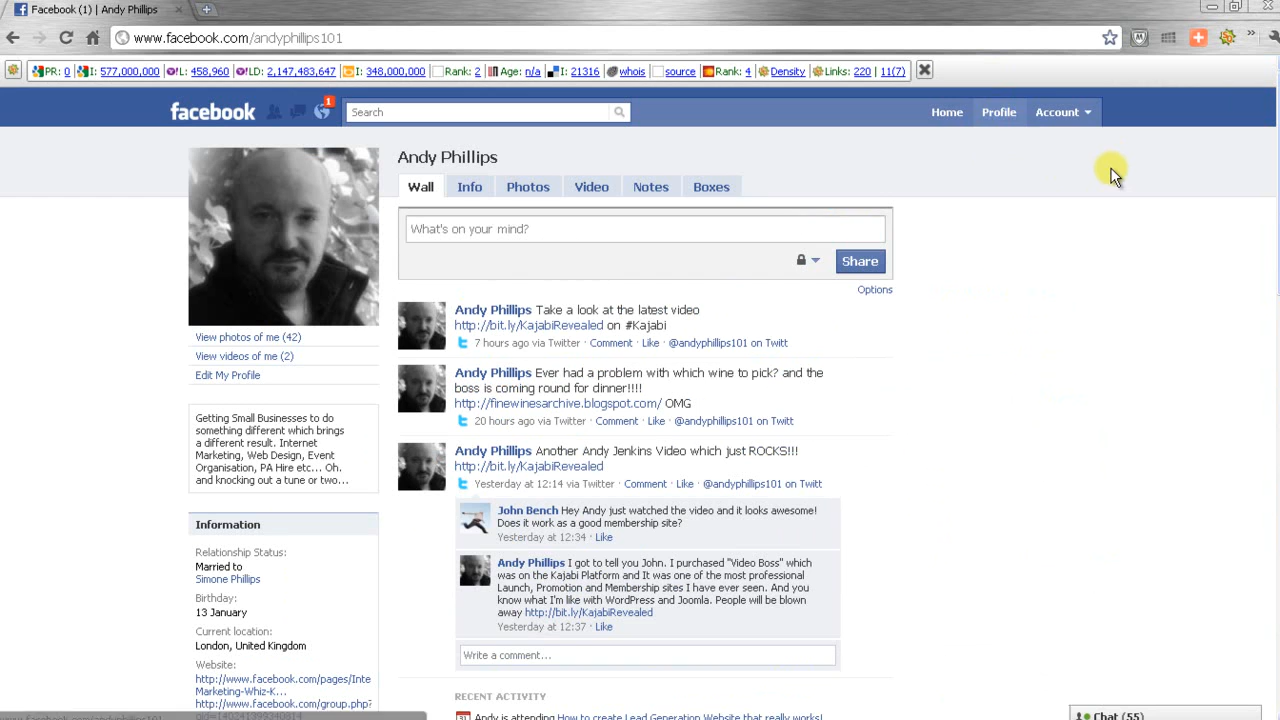 Facebook (1) | Andy Phillips
www.facebook.com/andyphillips101
PR: 0 I: 577,000,000 L: 458,960 LD: 2,147,483,647 I: 348,000,000 Rank: 2 Age: n/a I: 21316 whois source Rank: 4 Density Links: 220 | 11(7)
facebook 1 Search Home Profile Account
Andy Phillips
Wall Info Photos Video Notes Boxes
What's on your mind?
Share
Options
View photos of me (42)
View videos of me (2)
Edit My Profile
Getting Small Businesses to do
something different which brings
a different result. Internet
Marketing, Web Design, Event
Organisation, PA Hire etc... Oh.
and knocking out a tune or two...
Information
Relationship Status:
Married to
Simone Phillips
Birthday:
13 January
Current location:
London, United Kingdom
Website:
http://www.facebook.com/pages/Inte
Marketing-Whiz-K...
http://www.facebook.com/group.php?
Andy Phillips Take a look at the latest video
http://bit.ly/KajabiRevealed on #Kajabi
7 hours ago via Twitter · Comment · Like · @andyphillips101 on Twitt
Andy Phillips Ever had a problem with which wine to pick? and the
boss is coming round for dinner!!!!
http://finewinesarchive.blogspot.com/ OMG
20 hours ago via Twitter · Comment · Like · @andyphillips101 on Twitt
Andy Phillips Another Andy Jenkins Video which just ROCKS!!!
http://bit.ly/KajabiRevealed
Yesterday at 12:14 via Twitter · Comment · Like · @andyphillips101 on Twitt
John Bench Hey Andy just watched the video and it looks awesome!
Does it work as a good membership site?
Yesterday at 12:34 · Like
Andy Phillips I got to tell you John. I purchased "Video Boss" which
was on the Kajabi Platform and It was one of the most professional
Launch, Promotion and Membership sites I have ever seen. And you
know what I'm like with WordPress and Joomla. People will be blown
away http://bit.ly/KajabiRevealed
Yesterday at 12:37 · Like
Write a comment...
RECENT ACTIVITY
Andy is attending How to create Lead Generation Website that really works!
Chat (55)